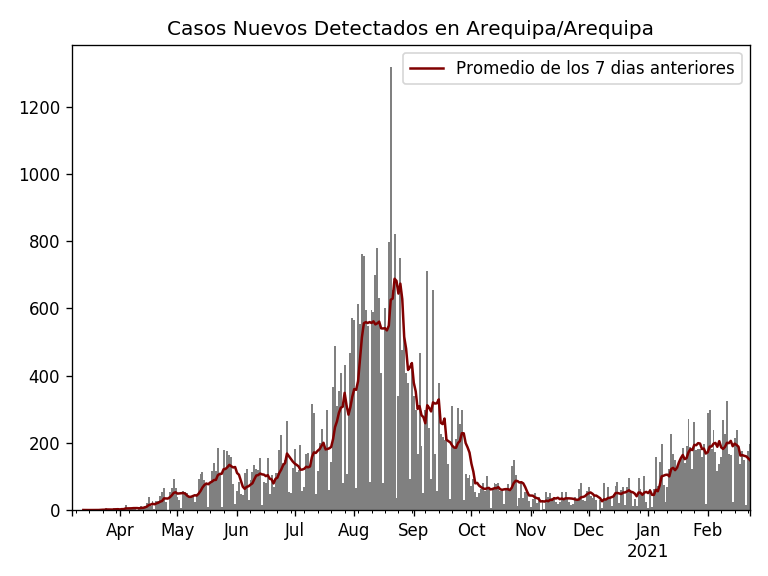 Casos Nuevos Detectados en Arequipa/Arequipa
Promedio de los 7 dias anteriores
1200
1000
800
600
400
200
0
Apr May Jun Jul Aug Sep Oct Nov Dec Jan Feb
2021